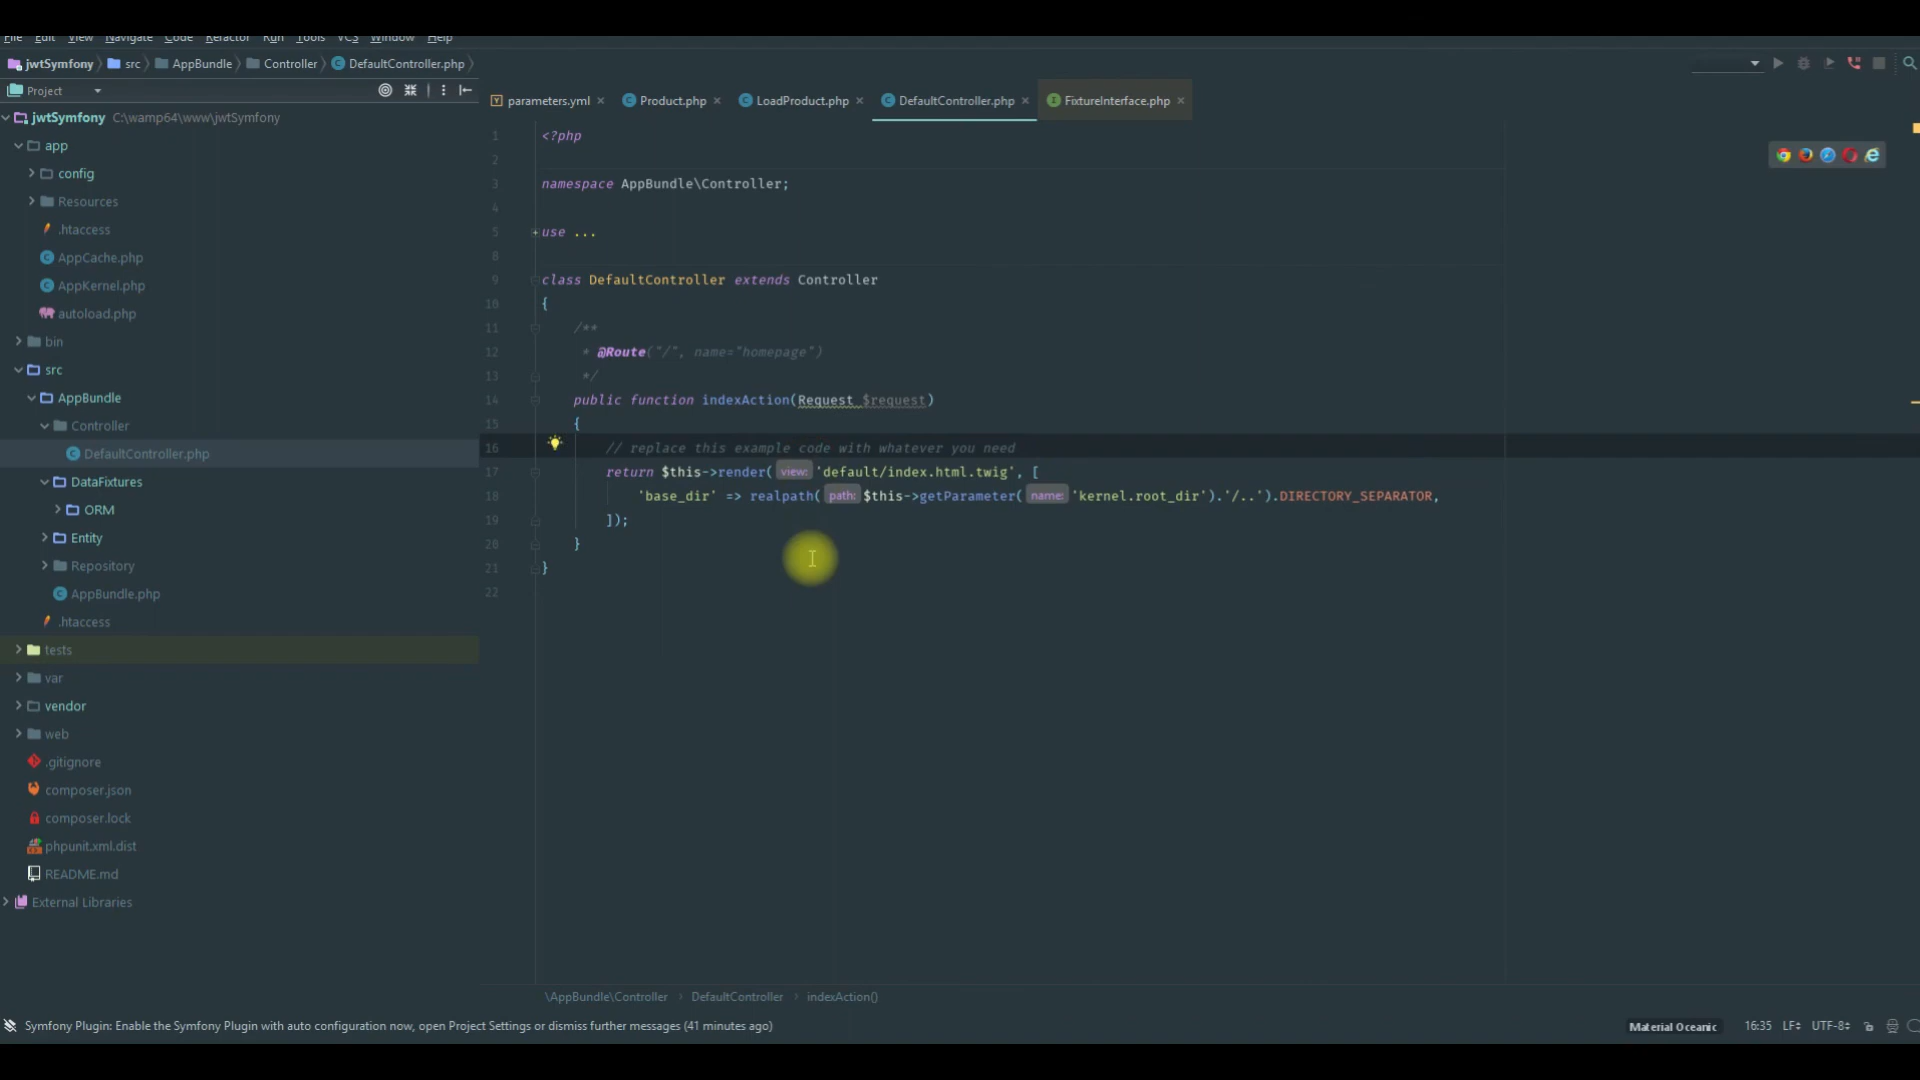 File Edit View Navigate Code Refactor Run Tools VCS Window Help
jwtSymfony src AppBundle Controller DefaultController.php
Project
parameters.yml Product.php LoadProduct.php DefaultController.php FixtureInterface.php
jwtSymfony C:\wamp64\www\jwtSymfony
app
config
Resources
.htaccess
AppCache.php
AppKernel.php
autoload.php
bin
src
AppBundle
Controller
DefaultController.php
DataFixtures
ORM
Entity
Repository
AppBundle.php
.htaccess
tests
var
vendor
web
.gitignore
composer.json
composer.lock
phpunit.xml.dist
README.md
External Libraries
1 <?php
2
3 namespace AppBundle\Controller;
4
5 use ...
8
9 class DefaultController extends Controller
10 {
11 /**
12 * @Route("/", name="homepage")
13 */
14 public function indexAction(Request $request)
15 {
16 // replace this example code with whatever you need
17 return $this->render( view: 'default/index.html.twig', [
18 'base_dir' => realpath( path: $this->getParameter( name: 'kernel.root_dir').'/..').DIRECTORY_SEPARATOR,
19 ]);
20 }
21 }
22
\AppBundle\Controller › DefaultController › indexAction()
Symfony Plugin: Enable the Symfony Plugin with auto configuration now, open Project Settings or dismiss further messages (41 minutes ago)
Material Oceanic 16:35 LF UTF-8